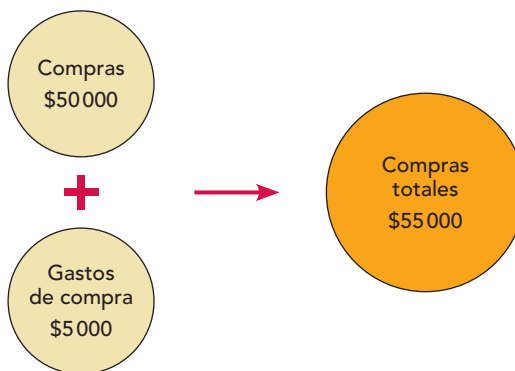 Compras
$50 000
+
Gastos
de compra
$5 000
Compras
totales
$55 000